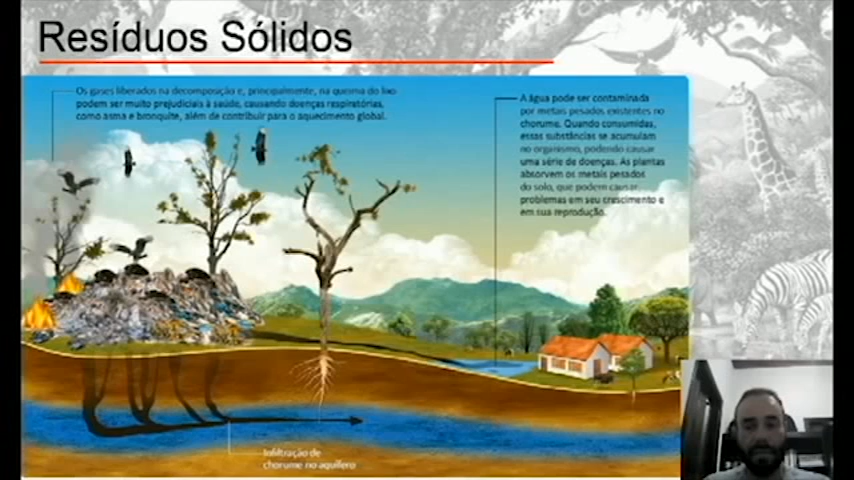 Resíduos Sólidos
Os gases liberados na decomposição e, principalmente, na queima do lixo
podem ser muito prejudiciais à saúde, causando doenças respiratórias,
como asma e bronquite, além de contribuir para o aquecimento global.
A água pode ser contaminada
por metais pesados existentes no
chorume. Quando consumidas,
essas substâncias se acumulam
no organismo, podendo causar
uma série de doenças. As plantas
absorvem os metais pesados
do solo, que podem causar
problemas em seu crescimento e
em sua reprodução.
Infiltração de
chorume no aquífero